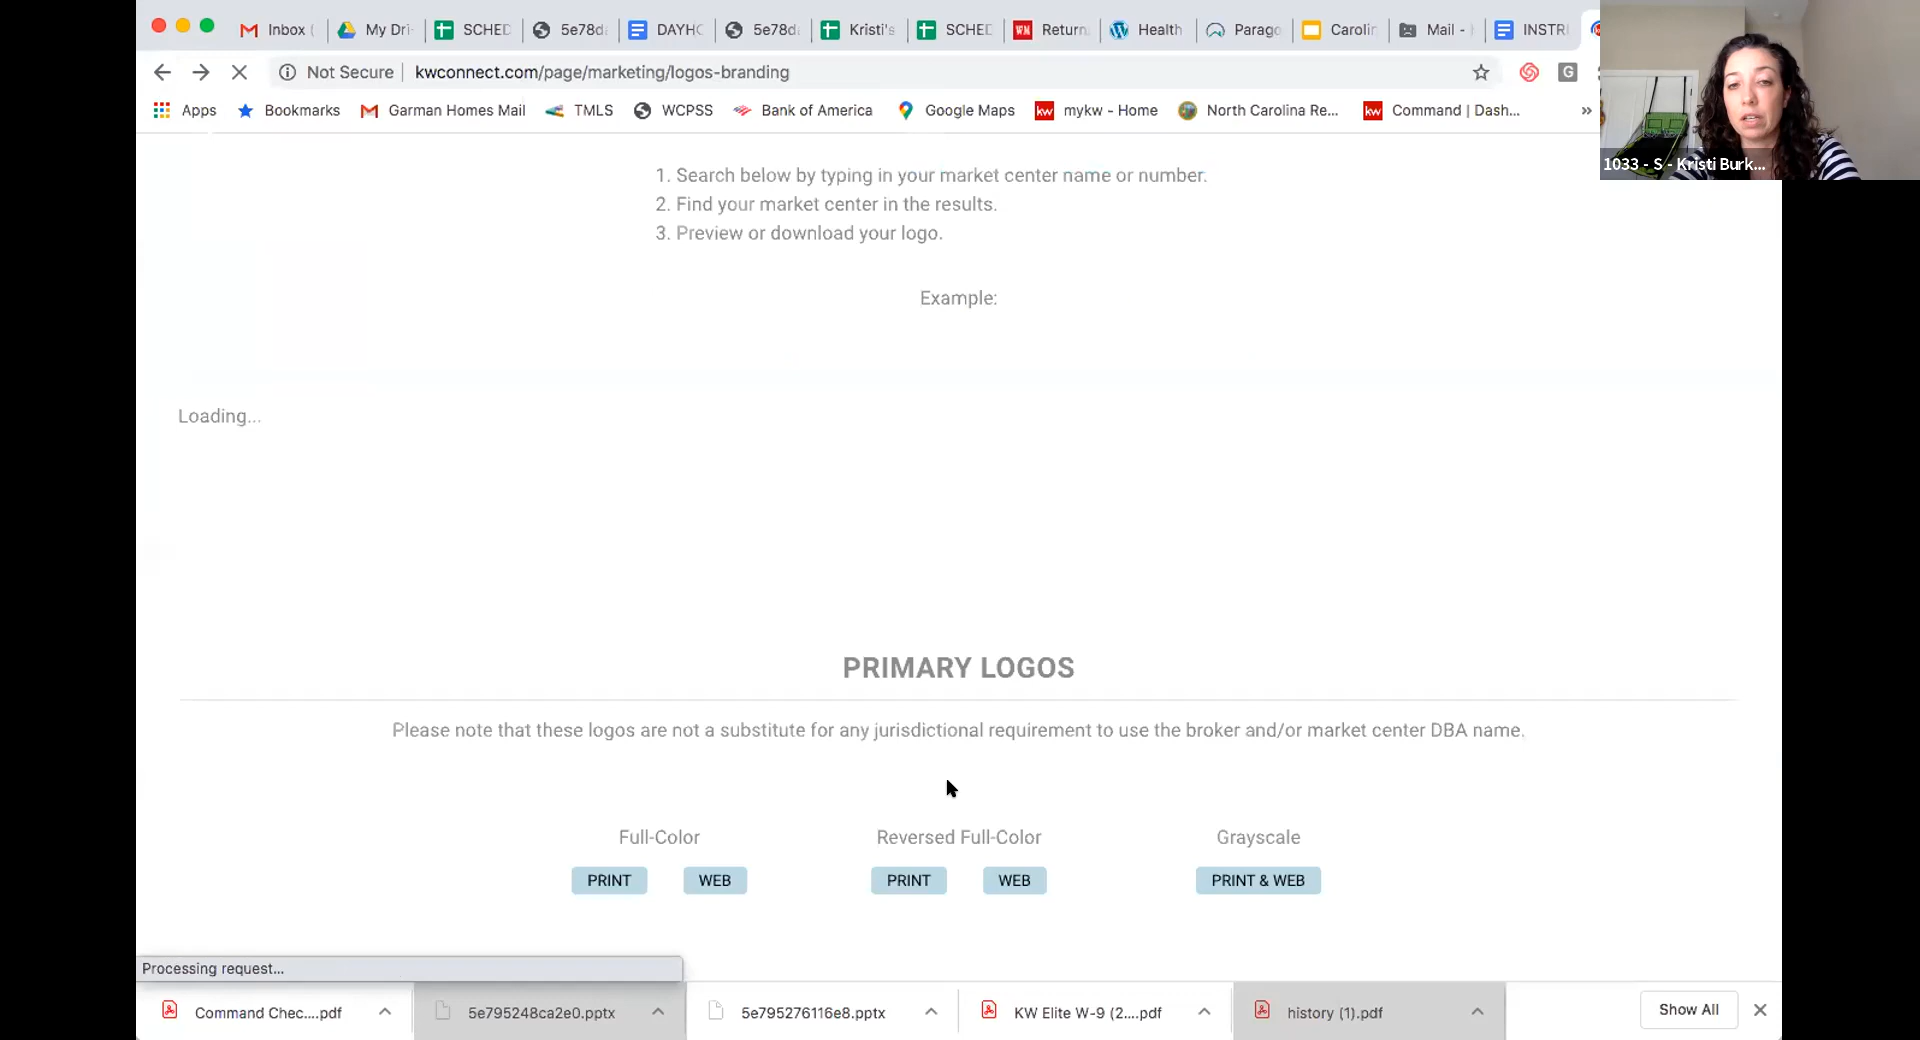 Inbox (
My Dri
SCHED
5e78d
DAYHO
5e78d
Kristi's
SCHED
Return
Health
Parago
Carolin
Mail -
INSTRI
Not Secure
kwconnect.com/page/marketing/logos-branding
G
Apps
Bookmarks
Garman Homes Mail
TMLS
WCPSS
Bank of America
Google Maps
kw
mykw - Home
North Carolina Re...
kw
Command | Dash...
»
1033 - S - Kristi Burk...
1. Search below by typing in your market center name or number.
2. Find your market center in the results.
3. Preview or download your logo.
Example:
Loading...
PRIMARY LOGOS
Please note that these logos are not a substitute for any jurisdictional requirement to use the broker and/or market center DBA name.
Full-Color
Reversed Full-Color
Grayscale
PRINT
WEB
PRINT
WEB
PRINT & WEB
Processing request...
Command Chec....pdf
5e795248ca2e0.pptx
5e795276116e8.pptx
KW Elite W-9 (2....pdf
history (1).pdf
Show All